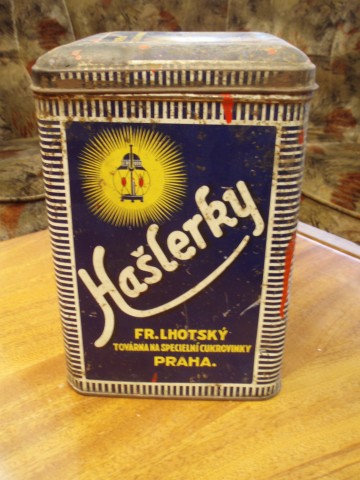 Hašlerky
FR. LHOTSKÝ
TOVÁRNA NA SPECIELNÍ CUKROVINKY
PRAHA.